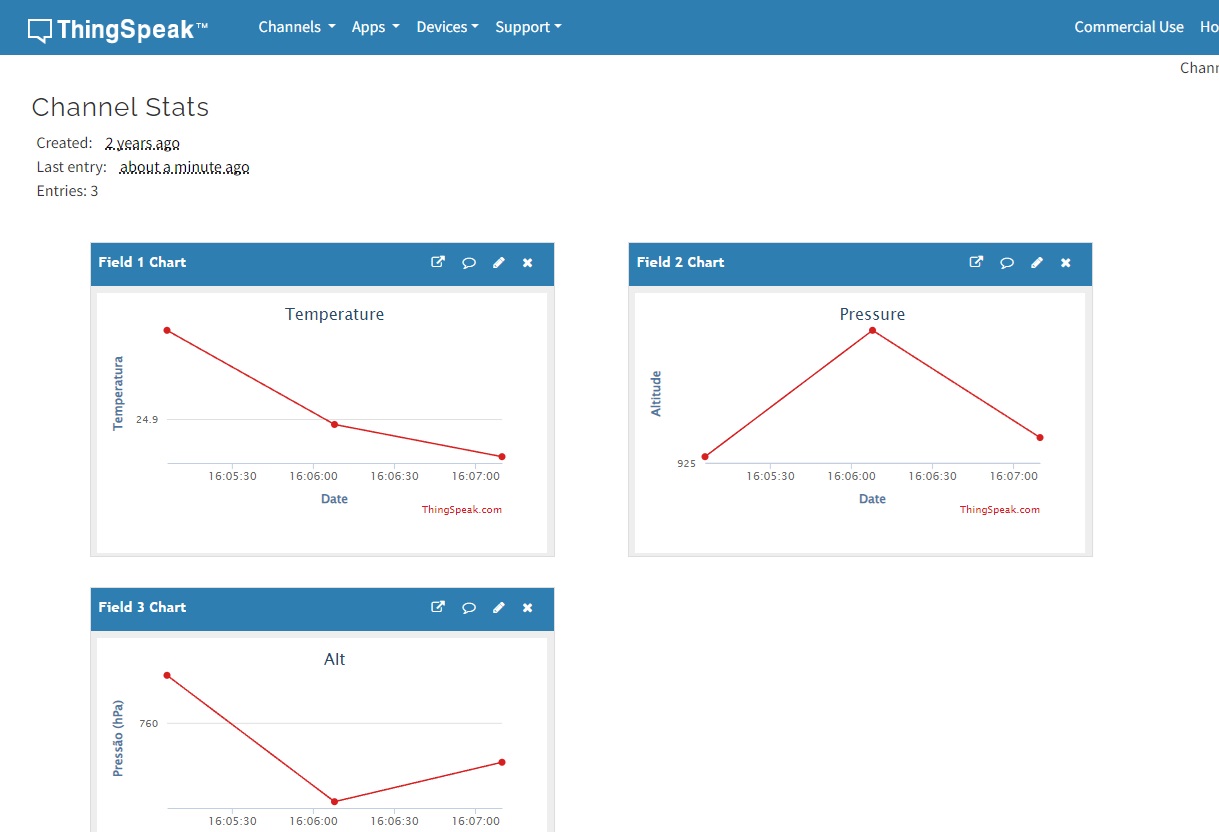 ThingSpeak™ Channels Apps Devices Support Commercial Use
Channel Stats
Created: 2 years ago
Last entry: about a minute ago
Entries: 3
Field 1 Chart
Temperature
Temperatura
24.9
16:05:30 16:06:00 16:06:30 16:07:00
Date
ThingSpeak.com
Field 2 Chart
Pressure
Altitude
925
16:05:30 16:06:00 16:06:30 16:07:00
Date
ThingSpeak.com
Field 3 Chart
Alt
Pressão (hPa)
760
16:05:30 16:06:00 16:06:30 16:07:00